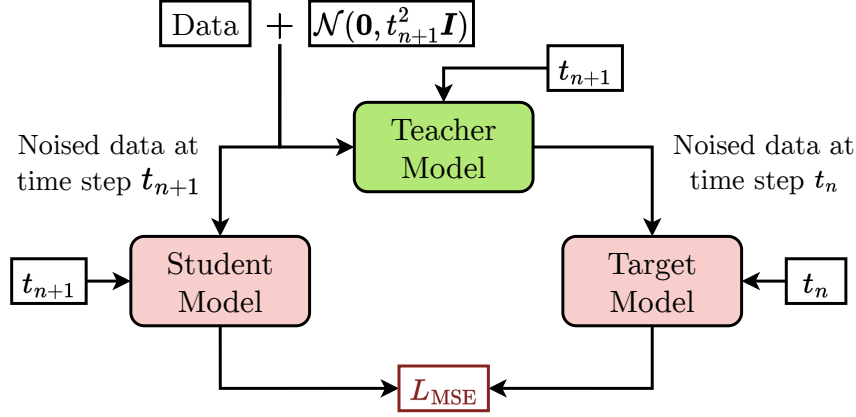 Data + 𝒩(𝟎, t²ₙ₊₁𝑰)
tₙ₊₁
Teacher
Model
Noised data at
time step tₙ₊₁
Noised data at
time step tₙ
Student
Model
Target
Model
tₙ₊₁
tₙ
L_MSE